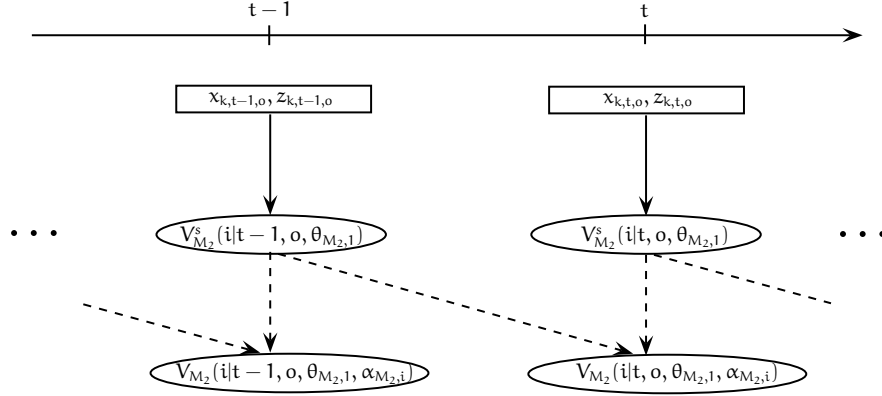 t − 1 t
x_{k,t−1,o}, z_{k,t−1,o} x_{k,t,o}, z_{k,t,o}
• • • V^s_{M_2}(i|t − 1, o, θ_{M_2,1}) V^s_{M_2}(i|t, o, θ_{M_2,1}) • • •
V_{M_2}(i|t − 1, o, θ_{M_2,1}, α_{M_2,i}) V_{M_2}(i|t, o, θ_{M_2,1}, α_{M_2,i})